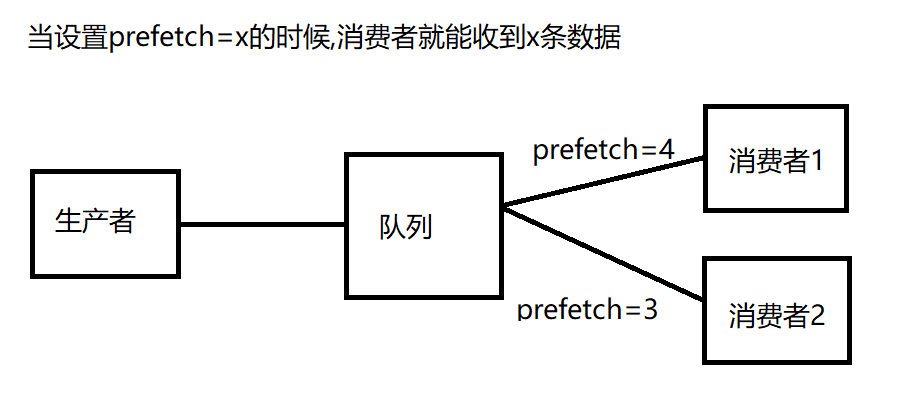 当设置prefetch=x的时候,消费者就能收到x条数据
prefetch=4
消费者1
生产者
队列
prefetch=3
消费者2